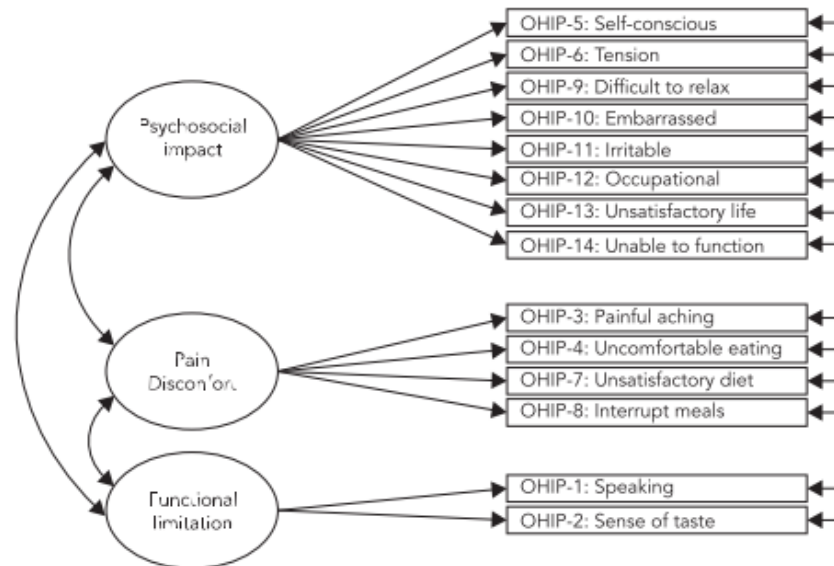 OHIP-5: Self-conscious
OHIP-6: Tension
OHIP-9: Difficult to relax
OHIP-10: Embarrassed
Psychosocial
impact
OHIP-11: Irritable
OHIP-12: Occupational
OHIP-13: Unsatisfactory life
OHIP-14: Unable to function
OHIP-3: Painful aching
OHIP-4: Uncomfortable eating
Pain
OHIP-7: Unsatisfactory diet
OHIP-8: Interrupt meals
OHIP-1: Speaking
Functional
limitation
OHIP-2: Sense of taste